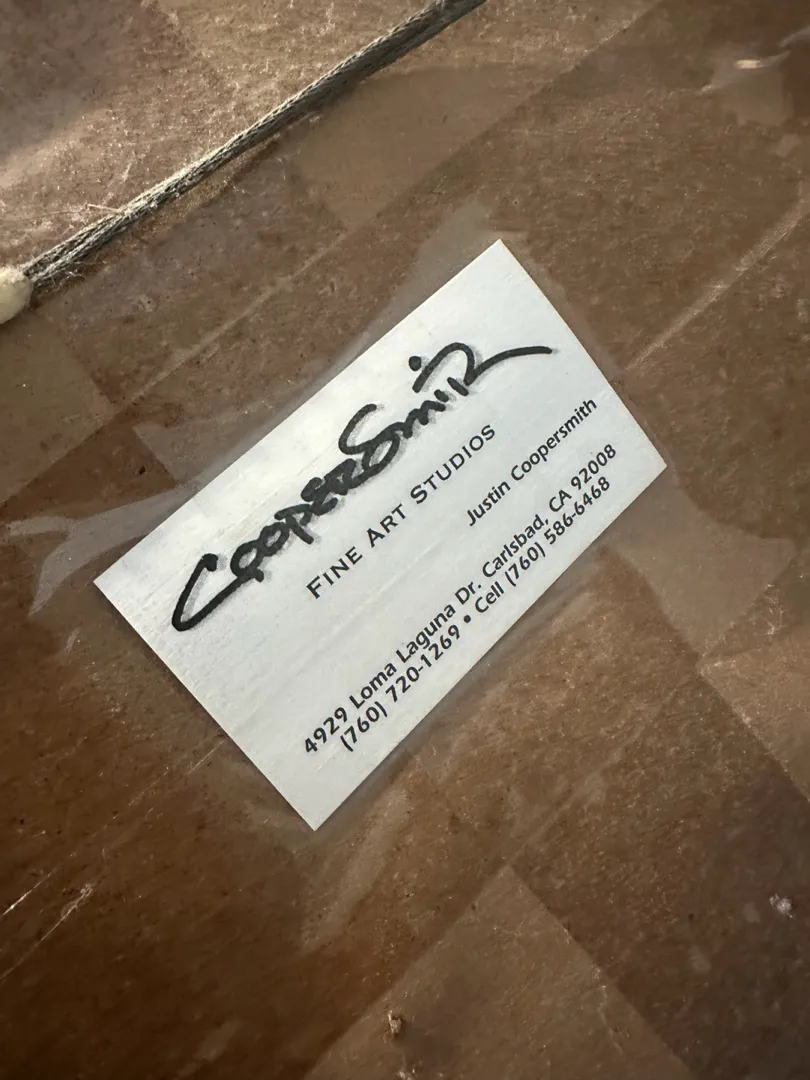 CooperSmith
FINE ART STUDIOS
Justin Coopersmith
4929 Loma Laguna Dr. Carlsbad, CA 92008
(760) 720-1269 • Cell (760) 586-6468